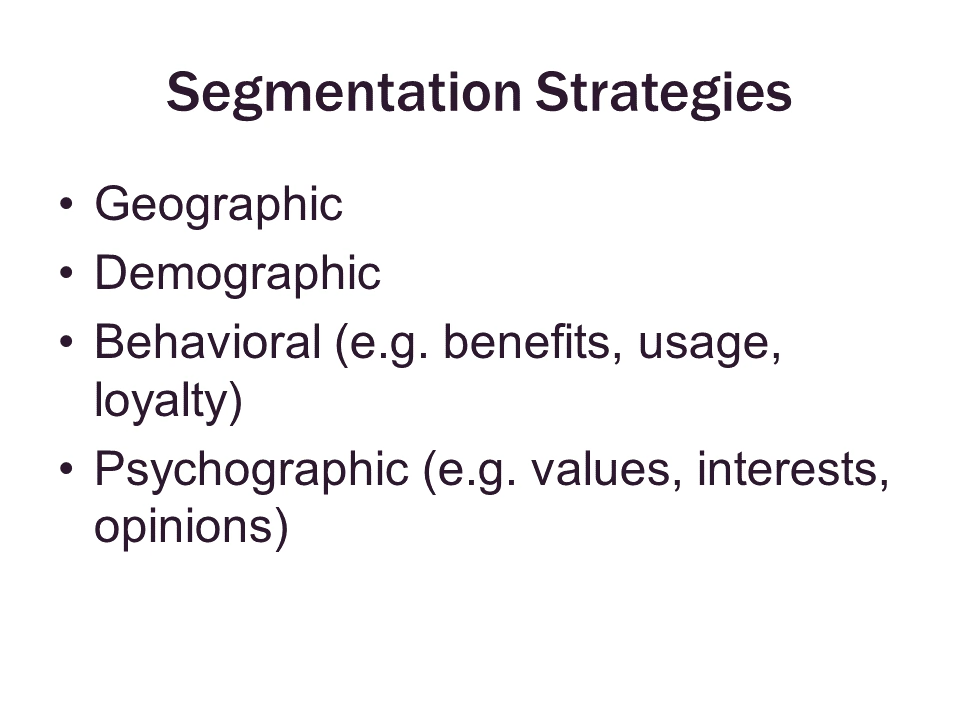 Segmentation Strategies
• Geographic
• Demographic
• Behavioral (e.g. benefits, usage,
loyalty)
• Psychographic (e.g. values, interests,
opinions)